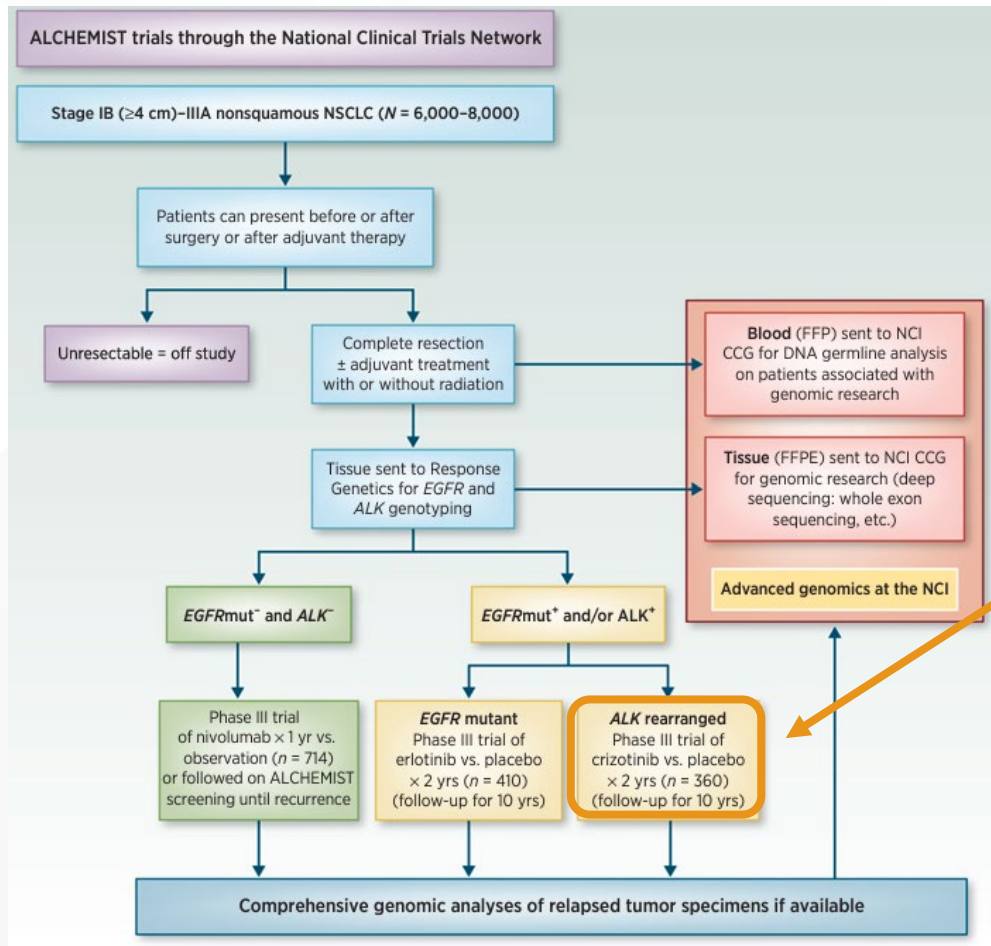 ALCHEMIST trials through the National Clinical Trials Network
Stage IB (≥4 cm)–IIIA nonsquamous NSCLC (N = 6,000–8,000)
Patients can present before or after
surgery or after adjuvant therapy
Unresectable = off study
Complete resection
± adjuvant treatment
with or without radiation
Blood (FFP) sent to NCI
CCG for DNA germline analysis
on patients associated with
genomic research
Tissue sent to Response
Genetics for EGFR and
ALK genotyping
Tissue (FFPE) sent to NCI CCG
for genomic research (deep
sequencing: whole exon
sequencing, etc.)
Advanced genomics at the NCI
EGFRmut⁻ and ALK⁻
EGFRmut⁺ and/or ALK⁺
Phase III trial
of nivolumab × 1 yr vs.
observation (n = 714)
or followed on ALCHEMIST
screening until recurrence
EGFR mutant
Phase III trial of
erlotinib vs. placebo
× 2 yrs (n = 410)
(follow-up for 10 yrs)
ALK rearranged
Phase III trial of
crizotinib vs. placebo
× 2 yrs (n = 360)
(follow-up for 10 yrs)
Comprehensive genomic analyses of relapsed tumor specimens if available